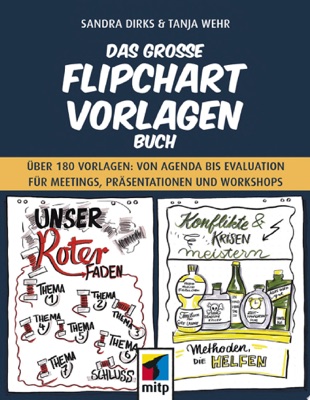 SANDRA DIRKS & TANJA WEHR
DAS GROSSE
FLIPCHART
VORLAGEN
BUCH
ÜBER 180 VORLAGEN: VON AGENDA BIS EVALUATION
FÜR MEETINGS, PRÄSENTATIONEN UND WORKSHOPS
UNSER
Roter
FADEN
THEMA
1
THEMA
2
THEMA
3
THEMA
4
THEMA
5
THEMA
6
THEMA
7
SCHLUSS
Konflikte &
KRISEN
meistern
Methoden,
DIE HELFEN
mitp